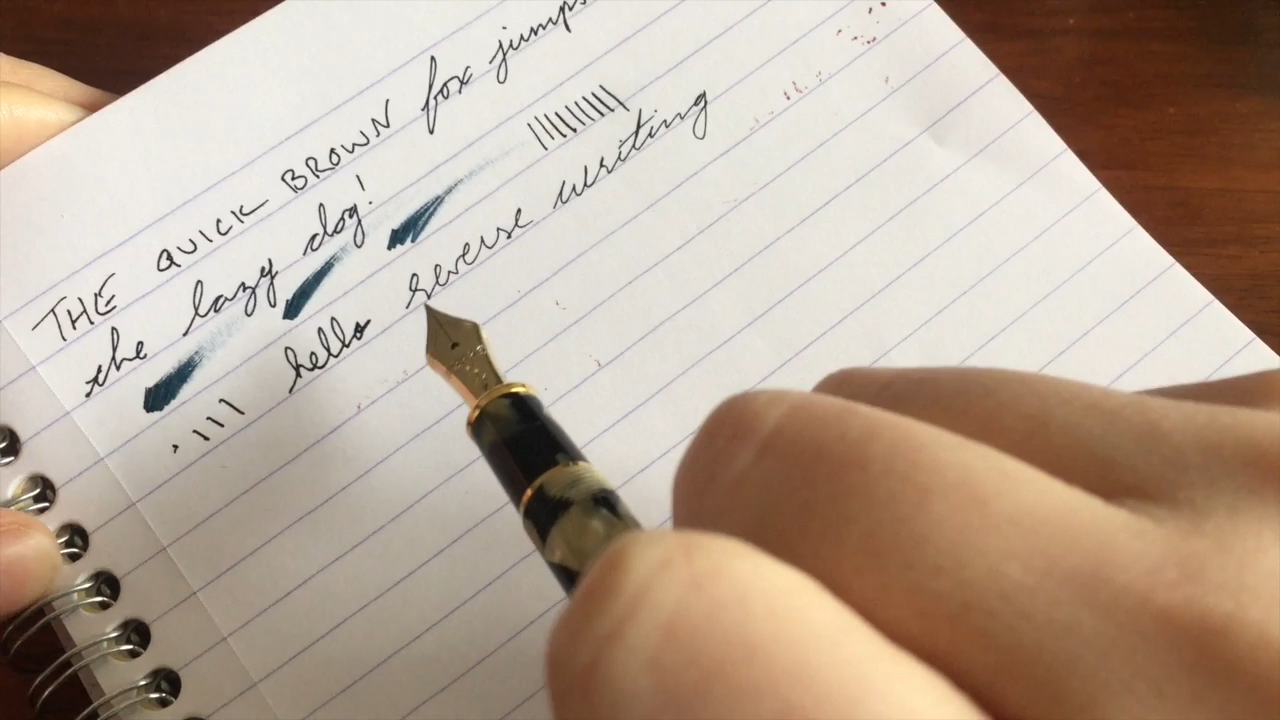 THE QUICK BROWN fox jumps
the lazy dog!
hello reverse writing